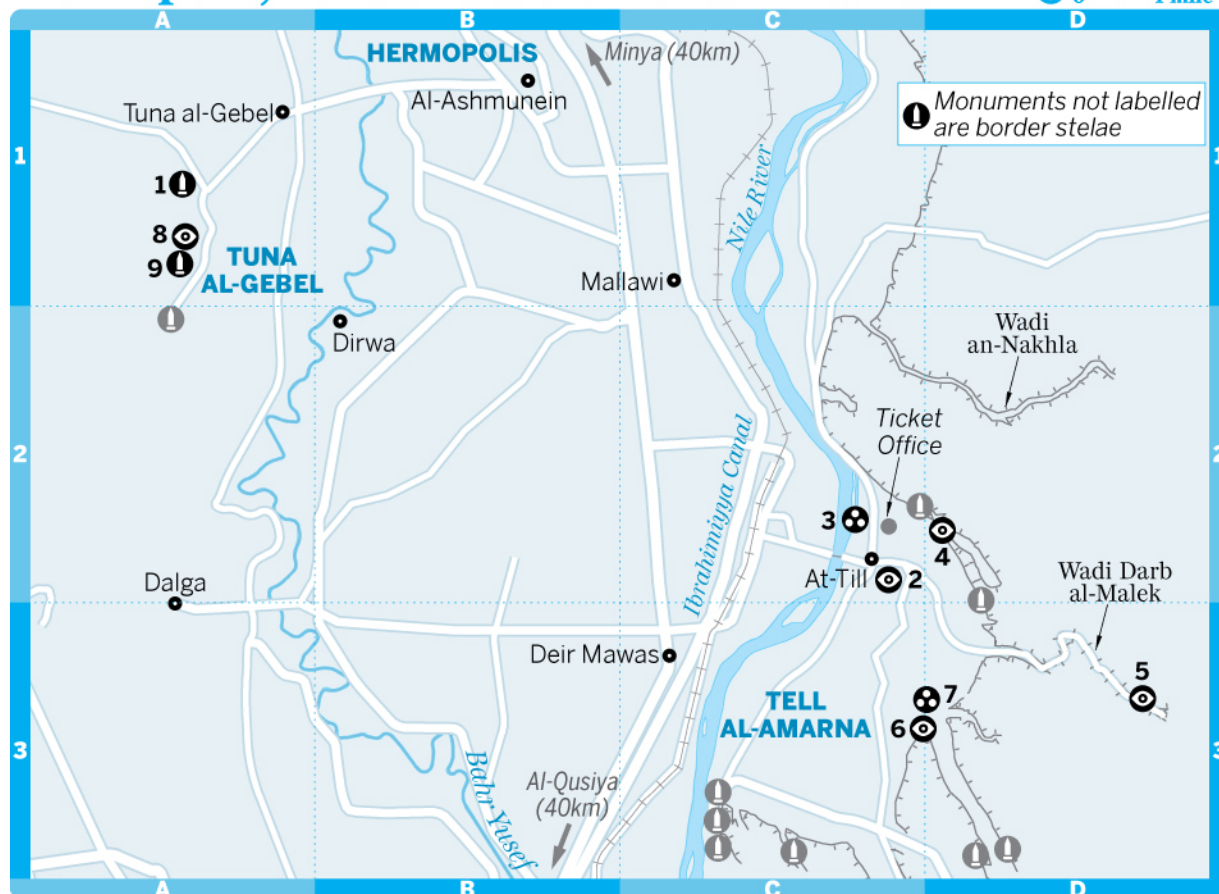 A
B
C
D
HERMOPOLIS
Minya (40km)
Al-Ashmunein
Tuna al-Gebel
Monuments not labelled
are border stelae
1
1
1
8
9
TUNA
AL-GEBEL
Nile River
Mallawi
Dirwa
Wadi
an-Nakhla
Ticket
Office
2
2
Ibrahimiyya Canal
3
4
At-Till
2
Dalga
Wadi Darb
al-Malek
Deir Mawas
5
TELL
AL-AMARNA
7
6
3
3
Bahr Yusef
Al-Qusiya
(40km)
A
B
C
D